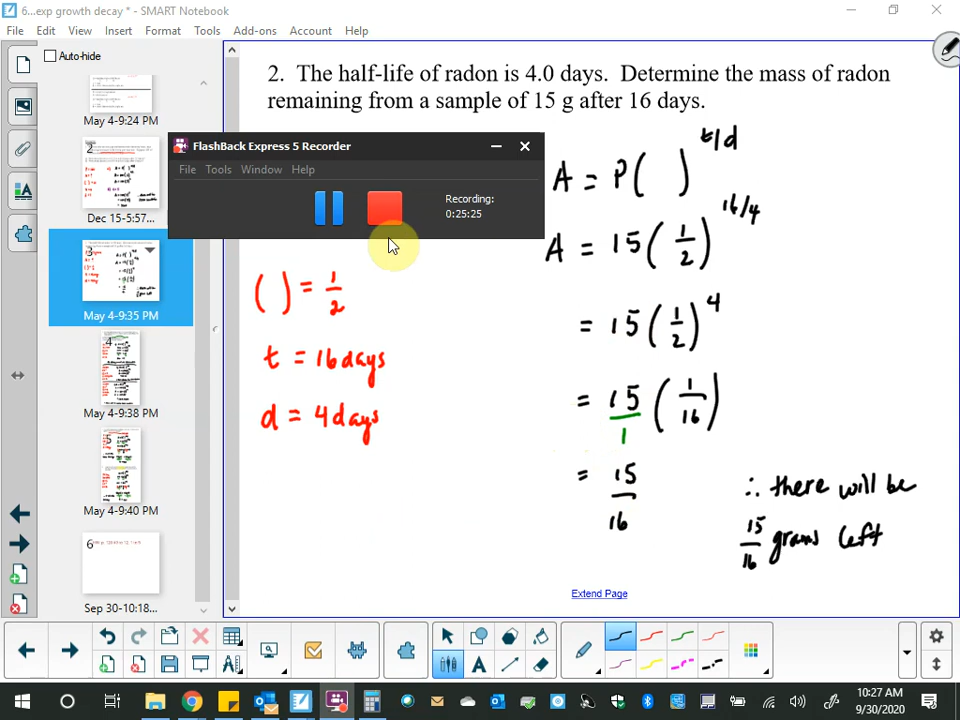 6...exp growth decay * - SMART Notebook
File Edit View Insert Format Tools Add-ons Account Help
Auto-hide
May 4-9:24 PM
2
Dec 15-5:57...
3
May 4-9:35 PM
4
May 4-9:38 PM
5
May 4-9:40 PM
6
Sep 30-10:18...
2. The half-life of radon is 4.0 days. Determine the mass of radon
remaining from a sample of 15 g after 16 days.
FlashBack Express 5 Recorder
File Tools Window Help
Recording:
0:25:25
( ) = 1/2
t = 16 days
d = 4 days
A = P( )^t/d
A = 15(1/2)^16/4
= 15(1/2)^4
= 15/1 (1/16)
= 15/16
∴ there will be
15/16 grams left
Extend Page
10:27 AM
9/30/2020